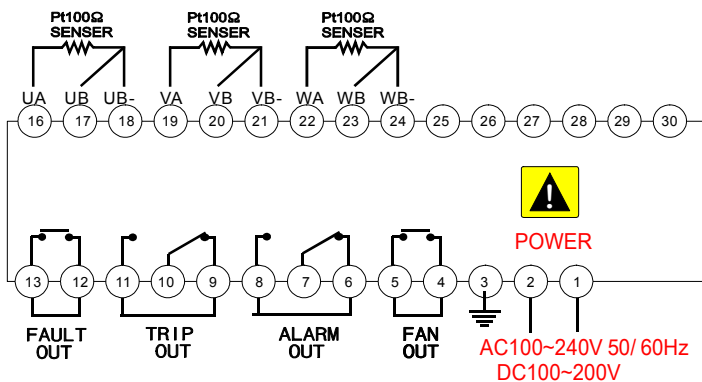 Pt100Ω Pt100Ω Pt100Ω
SENSER SENSER SENSER
UA UB UB- VA VB VB- WA WB WB-
16 17 18 19 20 21 22 23 24 25 26 27 28 29 30
POWER
13 12 11 10 9 8 7 6 5 4 3 2 1
FAULT OUT
TRIP OUT
ALARM OUT
FAN OUT
AC100~240V 50/ 60Hz
DC100~200V